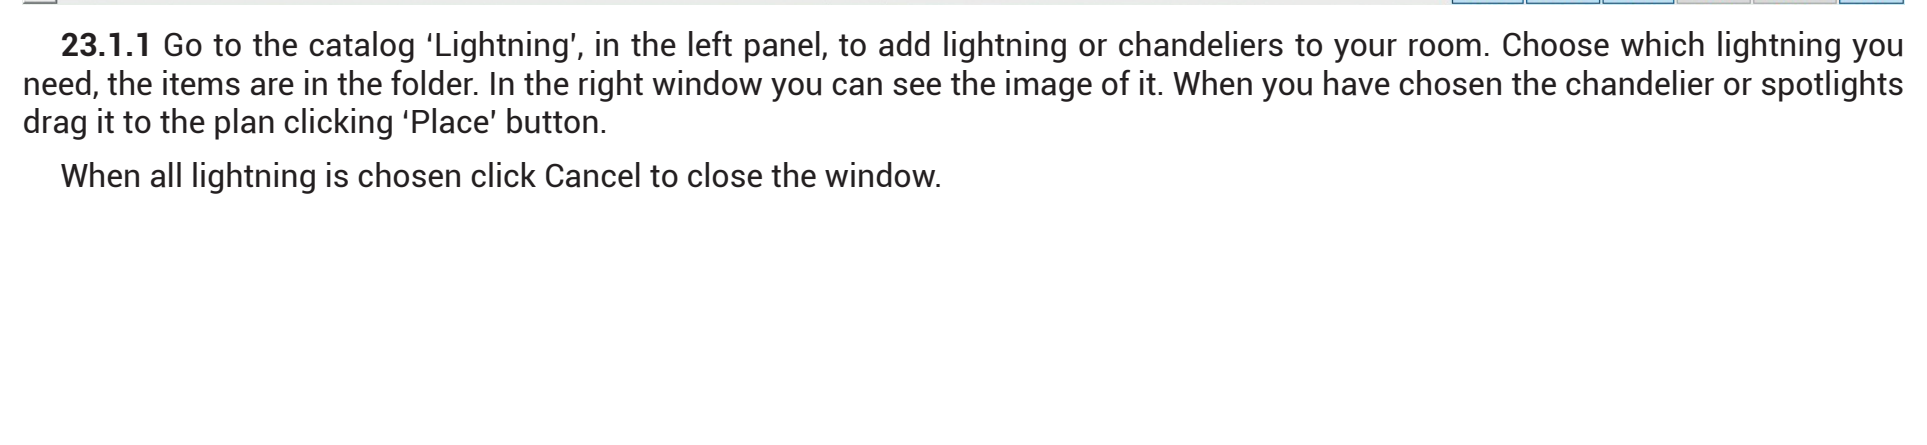 23.1.1 Go to the catalog ‘Lightning’, in the left panel, to add lightning or chandeliers to your room. Choose which lightning you
need, the items are in the folder. In the right window you can see the image of it. When you have chosen the chandelier or spotlights
drag it to the plan clicking ‘Place’ button.
When all lightning is chosen click Cancel to close the window.